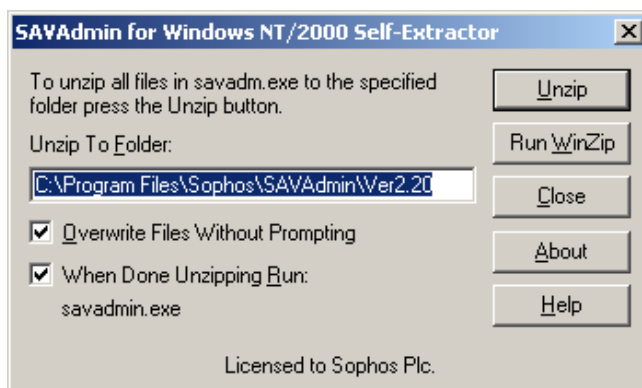 SAVAdmin for Windows NT/2000 Self-Extractor
To unzip all files in savadm.exe to the specified
folder press the Unzip button.
Unzip To Folder:
C:\Program Files\Sophos\SAVAdmin\Ver2.20
Overwrite Files Without Prompting
When Done Unzipping Run:
savadmin.exe
Unzip
Run WinZip
Close
About
Help
Licensed to Sophos Plc.